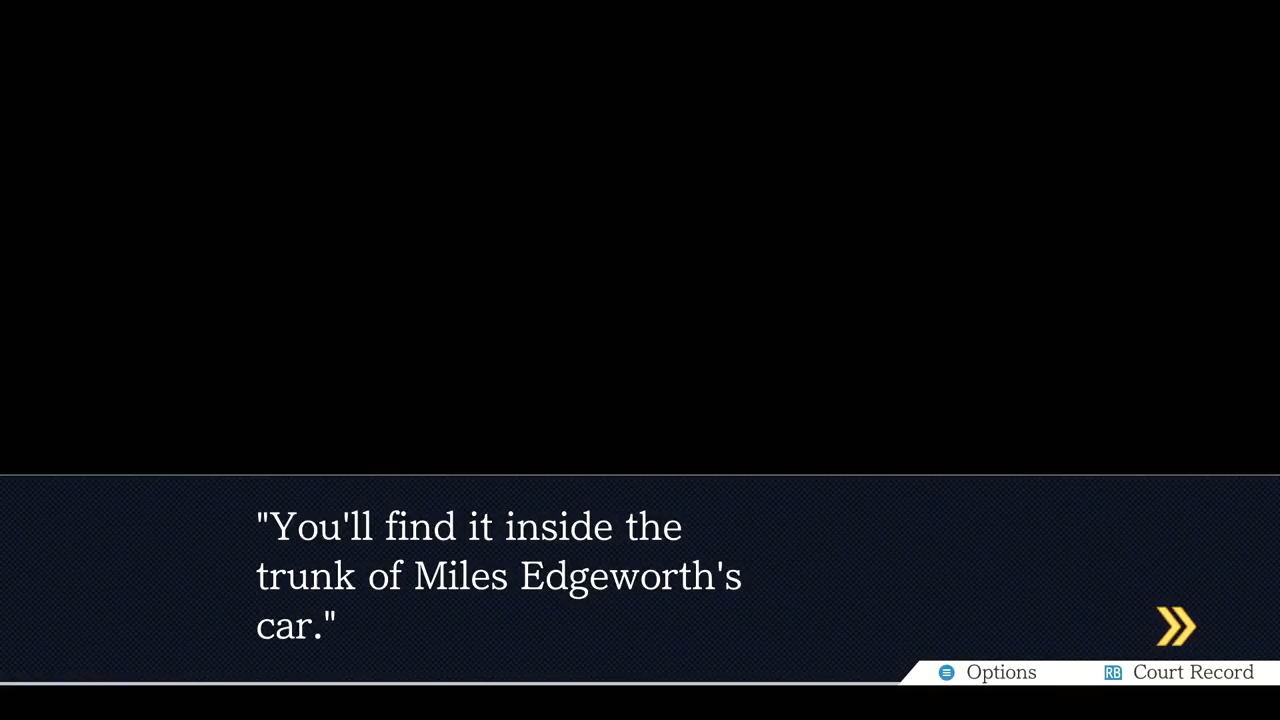 "You'll find it inside the
trunk of Miles Edgeworth's
car."
Options
RB Court Record